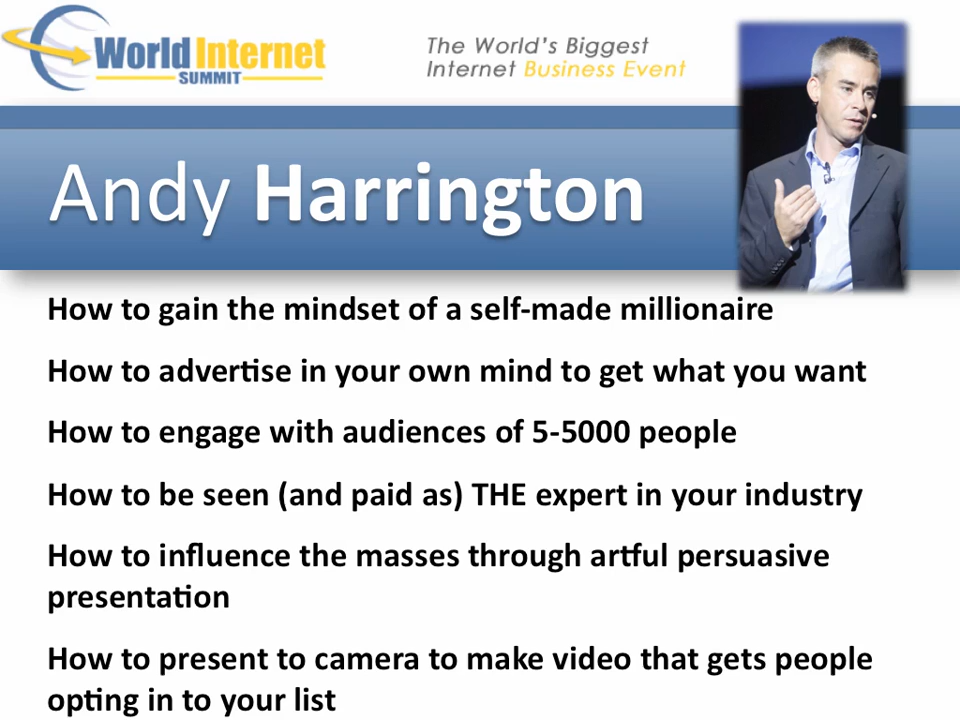 World Internet
SUMMIT
The World's Biggest
Internet Business Event
Andy Harrington
How to gain the mindset of a self-made millionaire
How to advertise in your own mind to get what you want
How to engage with audiences of 5-5000 people
How to be seen (and paid as) THE expert in your industry
How to influence the masses through artful persuasive
presentation
How to present to camera to make video that gets people
opting in to your list